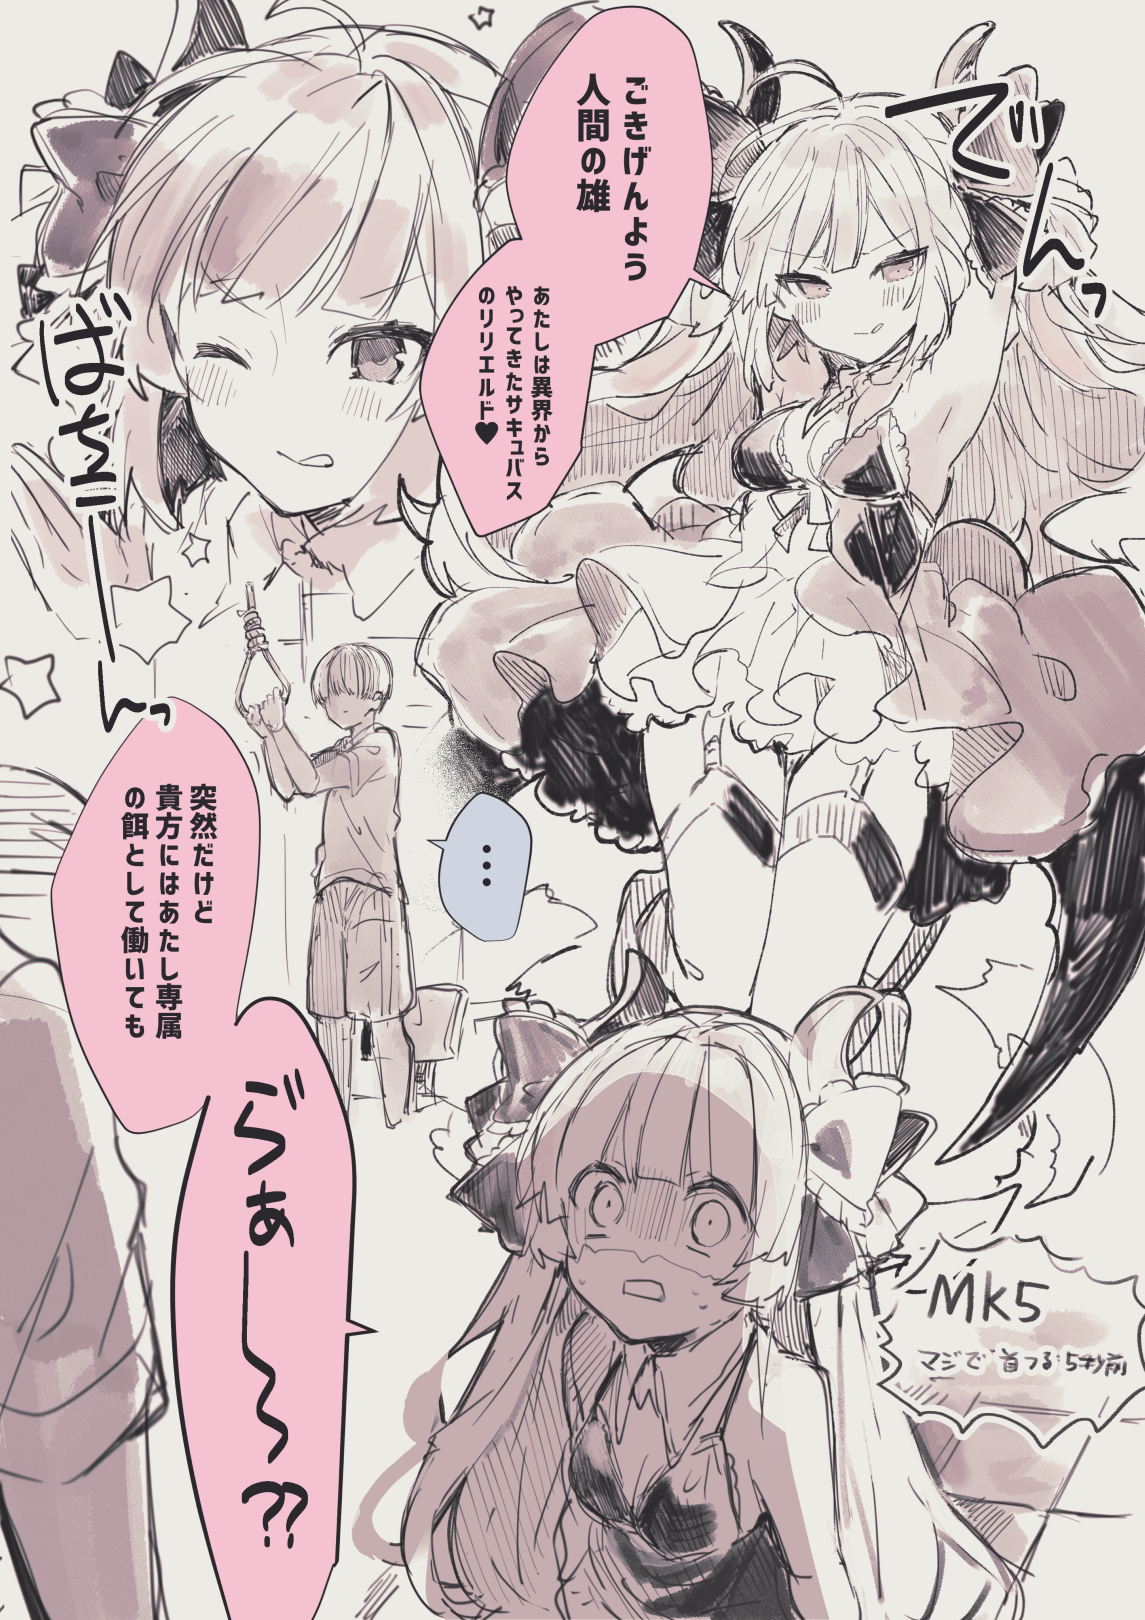 でん
っ
ごきげんよう
人間の雄
あたしは異界から
やってきたサキュバス
のリリエルド♥
ばちこーん
っ
…
突然だけど
貴方にはあたし専属
の餌として働いても
らぁー〜??
-Mk5
マジで首つる5秒前